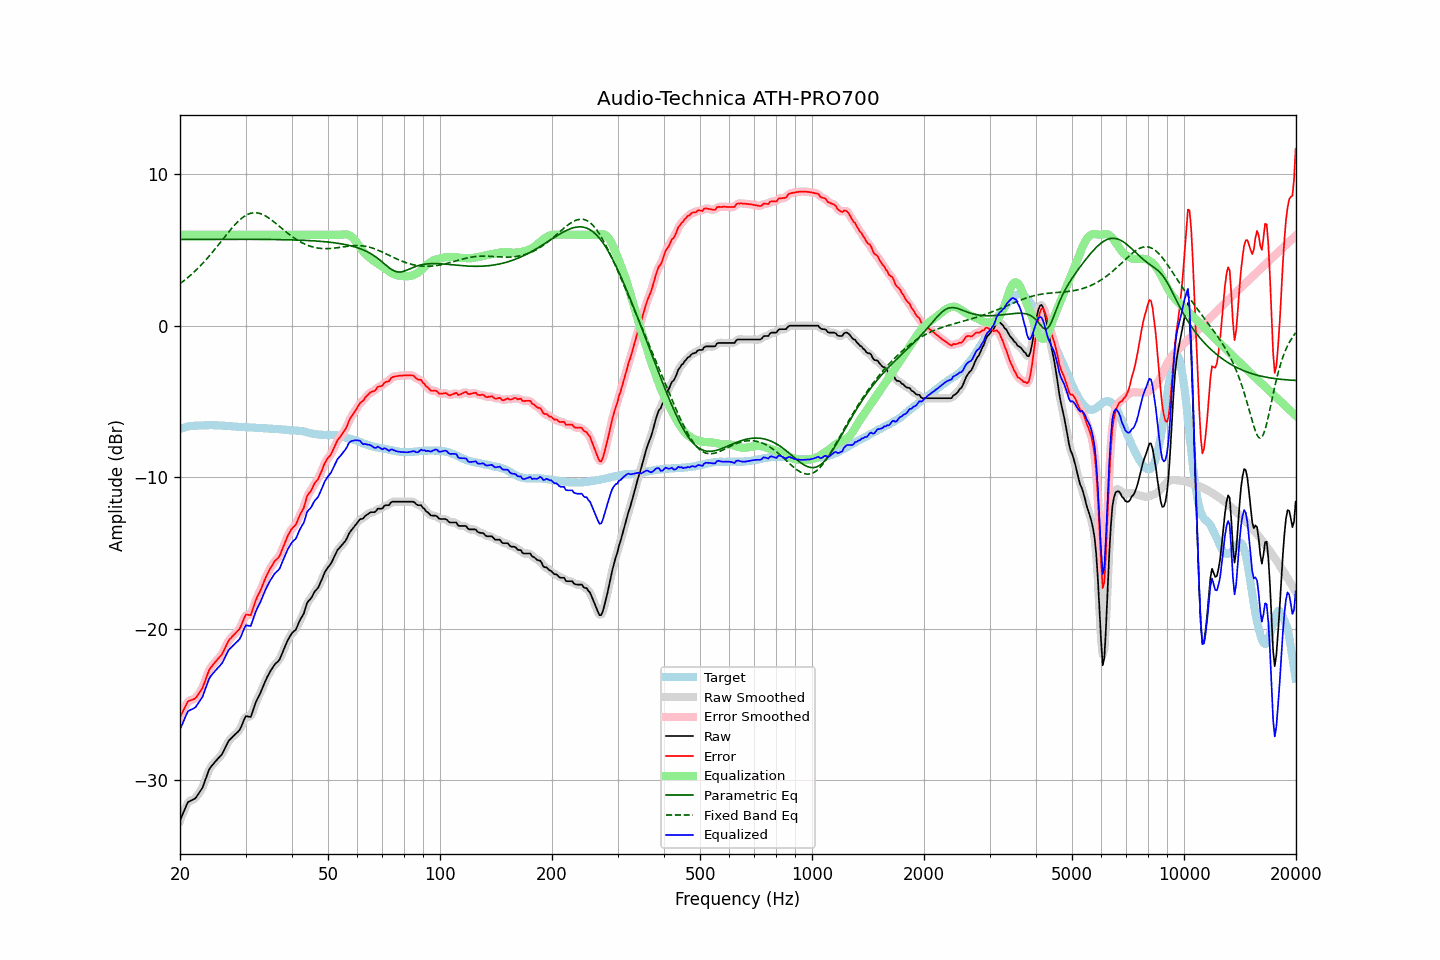 Audio-Technica ATH-PRO700
Amplitude (dBr)
10
0
−10
−20
−30
Target
Raw Smoothed
Error Smoothed
Raw
Error
Equalization
Parametric Eq
Fixed Band Eq
Equalized
20 50 100 200 500 1000 2000 5000 10000 20000
Frequency (Hz)